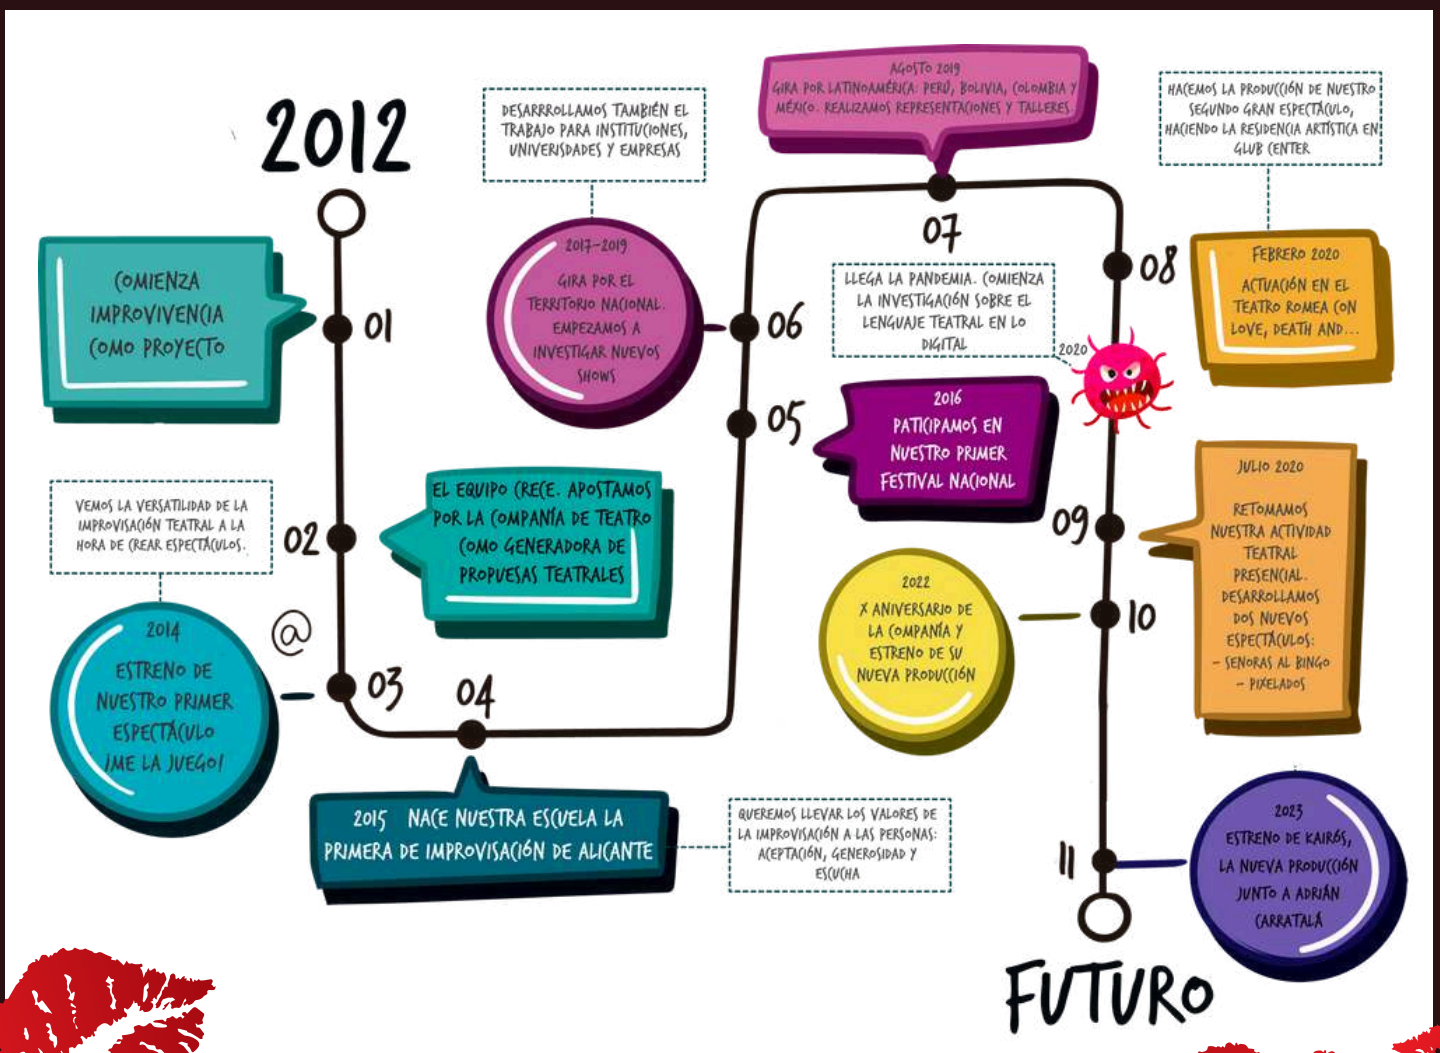 2012
COMIENZA
IMPROVIVENCIA
COMO PROYECTO
01
02
EL EQUIPO CRECE. APOSTAMOS
POR LA COMPAÑÍA DE TEATRO
COMO GENERADORA DE
PROPUESAS TEATRALES
VEMOS LA VERSATILIDAD DE LA
IMPROVISACIÓN TEATRAL A LA
HORA DE CREAR ESPECTÁCULOS.
2014
ESTRENO DE
NUESTRO PRIMER
ESPECTÁCULO
¡ME LA JUEGO!
@
03
04
2015 NACE NUESTRA ESCUELA LA
PRIMERA DE IMPROVISACIÓN DE ALICANTE
QUEREMOS LLEVAR LOS VALORES DE
LA IMPROVISACIÓN A LAS PERSONAS:
ACEPTACIÓN, GENEROSIDAD Y
ESCUCHA
05
2016
PATICIPAMOS EN
NUESTRO PRIMER
FESTIVAL NACIONAL
06
DESARRROLLAMOS TAMBIÉN EL
TRABAJO PARA INSTITUCIONES,
UNIVERISDADES Y EMPRESAS
2017-2019
GIRA POR EL
TERRITORIO NACIONAL.
EMPEZAMOS A
INVESTIGAR NUEVOS
SHOWS
AGOSTO 2019
GIRA POR LATINOAMÉRICA: PERÚ, BOLIVIA, COLOMBIA Y
MÉXICO. REALIZAMOS REPRESENTACIONES Y TALLERES.
07
08
HACEMOS LA PRODUCCIÓN DE NUESTRO
SEGUNDO GRAN ESPECTÁCULO,
HACIENDO LA RESIDENCIA ARTÍSTICA EN
GLUB CENTER
FEBRERO 2020
ACTUACIÓN EN EL
TEATRO ROMEA CON
LOVE, DEATH AND...
LLEGA LA PANDEMIA. COMIENZA
LA INVESTIGACIÓN SOBRE EL
LENGUAJE TEATRAL EN LO
DIGITAL
2020
09
JULIO 2020
RETOMAMOS
NUESTRA ACTIVIDAD
TEATRAL
PRESENCIAL.
DESARROLLAMOS
DOS NUEVOS
ESPECTÁCULOS:
- SENORAS AL BINGO
- PIXELADOS
10
2022
X ANIVERSARIO DE
LA COMPAÑÍA Y
ESTRENO DE SU
NUEVA PRODUCCIÓN
11
2023
ESTRENO DE KAIRÓS,
LA NUEVA PRODUCCIÓN
JUNTO A ADRIÁN
CARRATALÁ
FUTURO